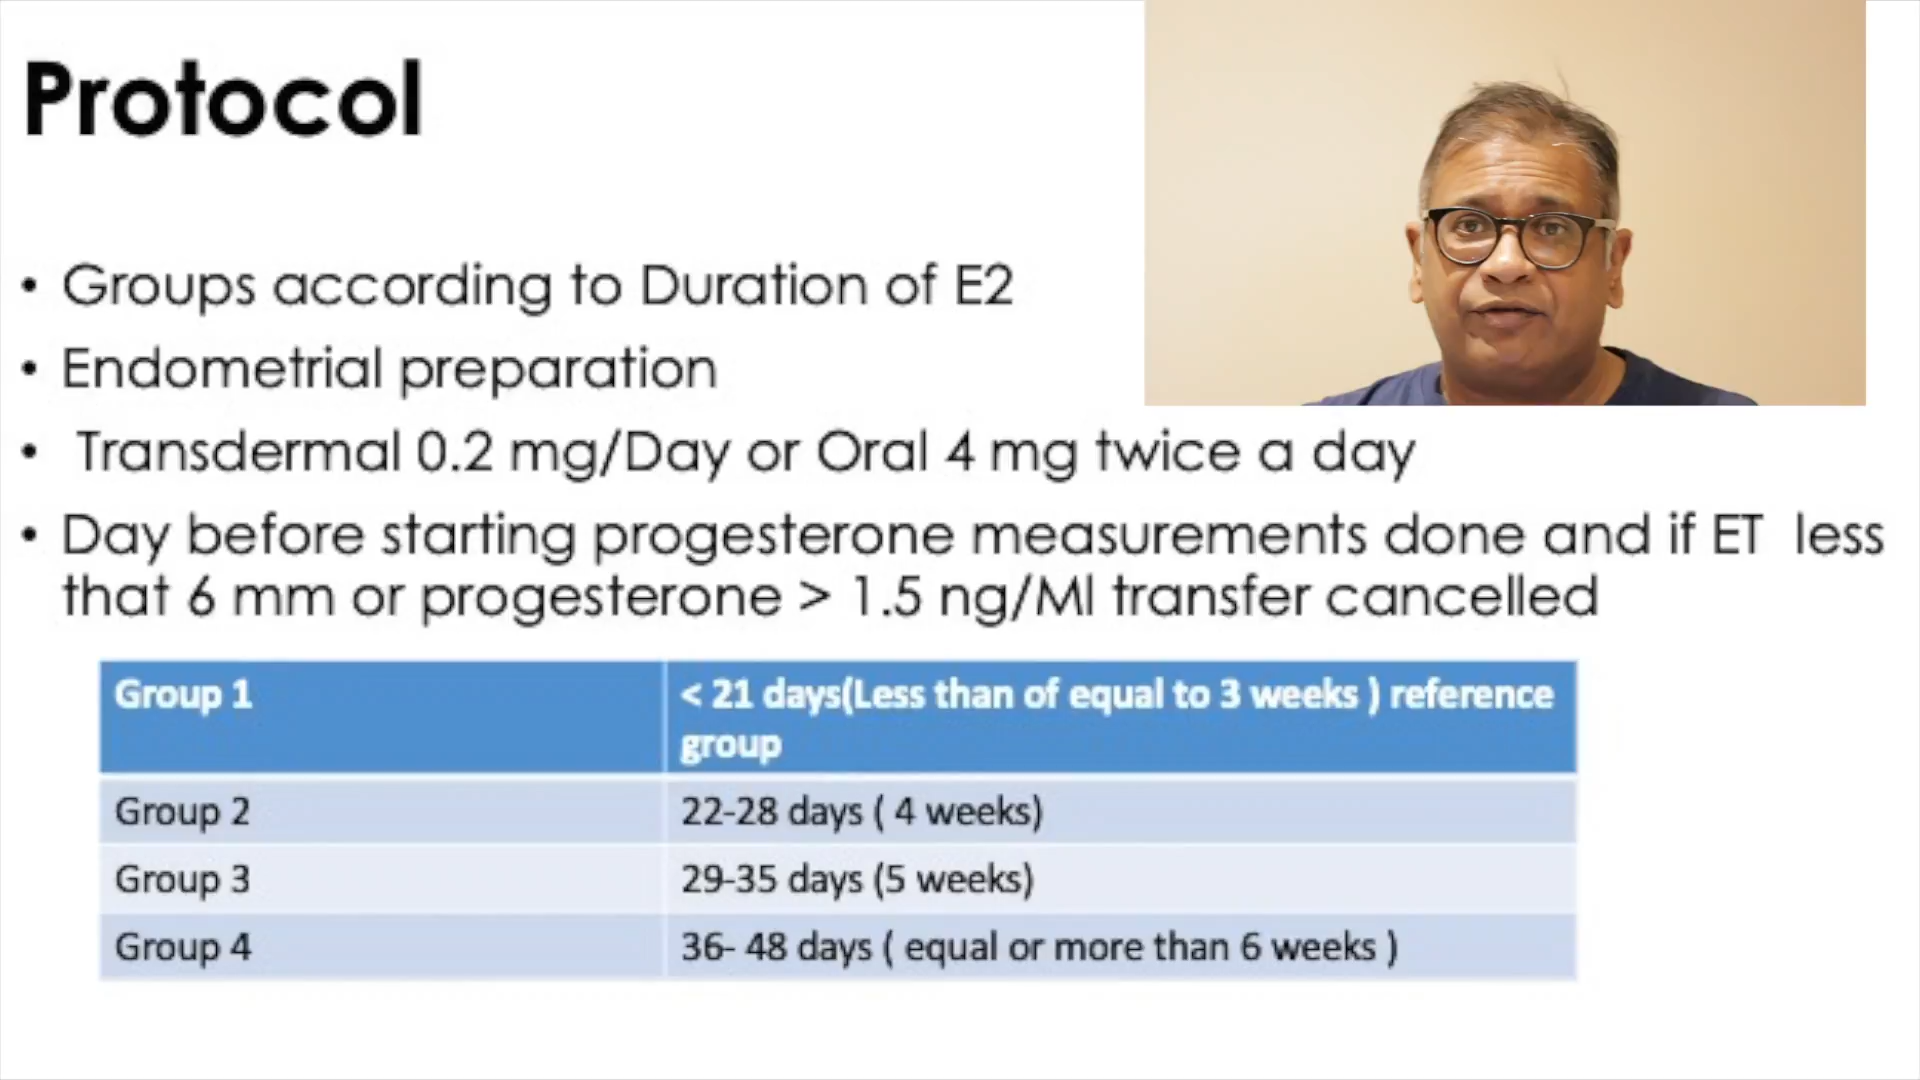 Protocol
• Groups according to Duration of E2
• Endometrial preparation
• Transdermal 0.2 mg/Day or Oral 4 mg twice a day
• Day before starting progesterone measurements done and if ET less
that 6 mm or progesterone > 1.5 ng/Ml transfer cancelled
Group 1
< 21 days(Less than of equal to 3 weeks ) reference
group
Group 2
22-28 days ( 4 weeks)
Group 3
29-35 days (5 weeks)
Group 4
36- 48 days ( equal or more than 6 weeks )